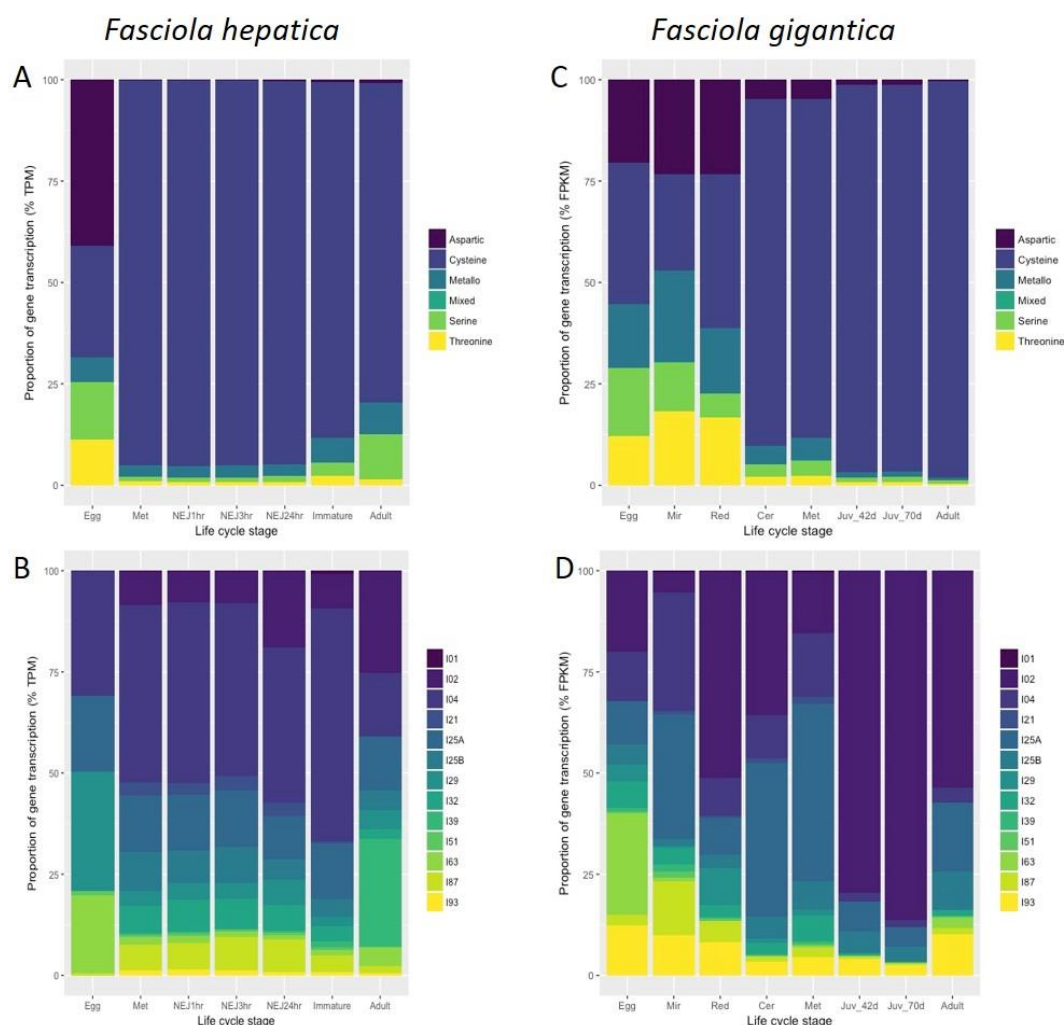 Fasciola hepatica
Fasciola gigantica
A
Proportion of gene transcription (% TPM)
100
75
50
25
0
Egg Met NEJ1hr NEJ3hr NEJ24hr Immature Adult
Life cycle stage
Aspartic
Cysteine
Metallo
Mixed
Serine
Threonine
C
Proportion of gene transcription (% FPKM)
100
75
50
25
0
Egg Mir Red Cer Met Juv_42d Juv_70d Adult
Life cycle stage
Aspartic
Cysteine
Metallo
Mixed
Serine
Threonine
B
Proportion of gene transcription (% TPM)
100
75
50
25
0
Egg Met NEJ1hr NEJ3hr NEJ24hr Immature Adult
Life cycle stage
I01
I02
I04
I21
I25A
I25B
I29
I32
I39
I51
I63
I87
I93
D
Proportion of gene transcription (% FPKM)
100
75
50
25
0
Egg Mir Red Cer Met Juv_42d Juv_70d Adult
Life cycle stage
I01
I02
I04
I21
I25A
I25B
I29
I32
I39
I51
I63
I87
I93